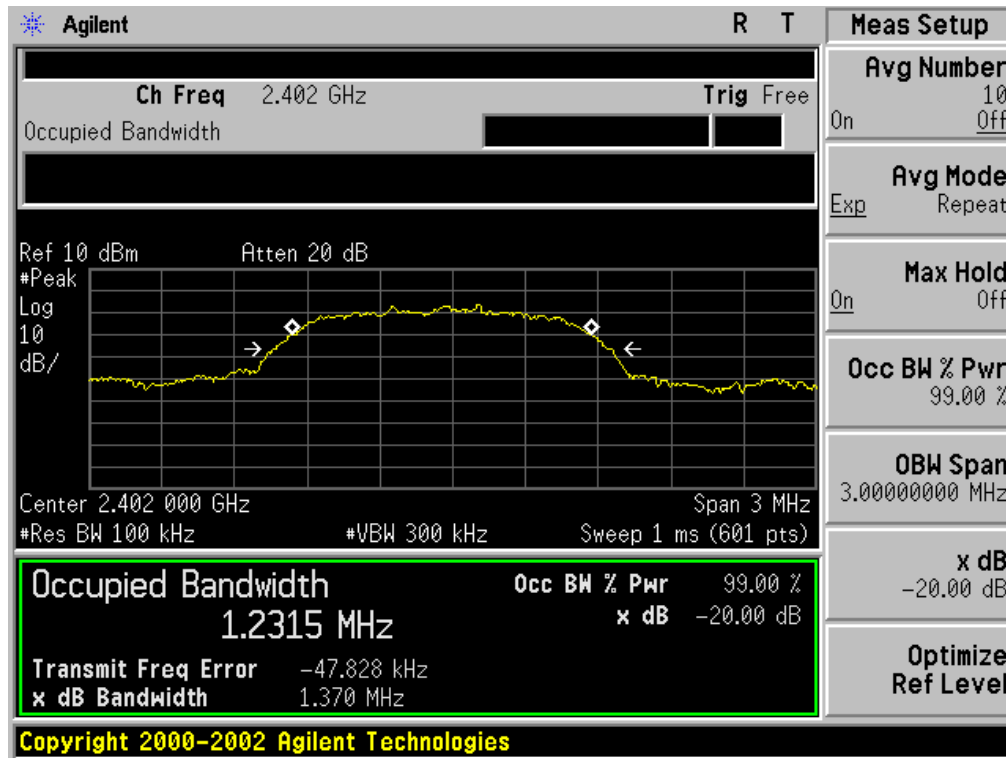 Agilent R T
Ch Freq 2.402 GHz Trig Free
Occupied Bandwidth
Ref 10 dBm Atten 20 dB
#Peak
Log
10
dB/
Center 2.402 000 GHz Span 3 MHz
#Res BW 100 kHz #VBW 300 kHz Sweep 1 ms (601 pts)
Occupied Bandwidth Occ BW % Pwr 99.00 %
1.2315 MHz x dB -20.00 dB
Transmit Freq Error -47.828 kHz
x dB Bandwidth 1.370 MHz
Copyright 2000-2002 Agilent Technologies
Meas Setup
Avg Number
10
On Off
Avg Mode
Exp Repeat
Max Hold
On Off
Occ BW % Pwr
99.00 %
OBW Span
3.00000000 MHz
x dB
-20.00 dB
Optimize
Ref Level